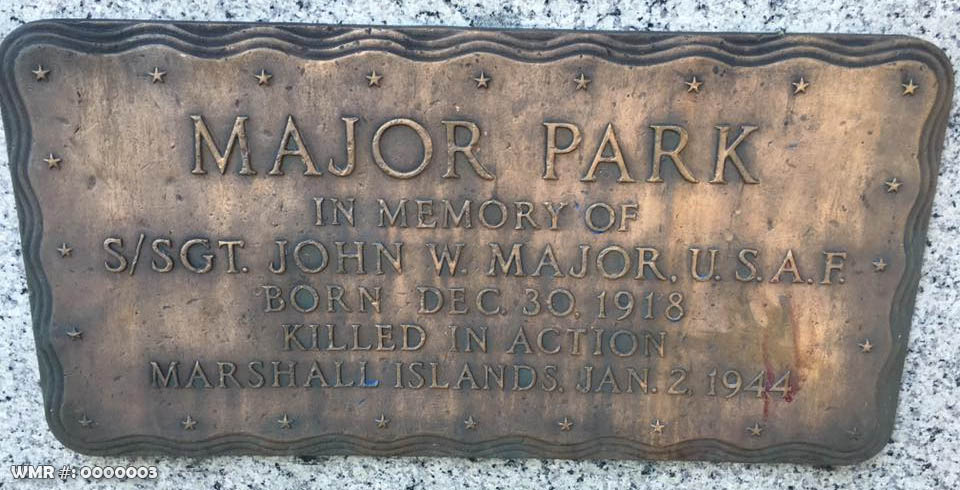 MAJOR PARK
IN MEMORY OF
S/SGT. JOHN W. MAJOR, U.S.A.F.
BORN DEC. 30, 1918
KILLED IN ACTION
MARSHALL ISLANDS, JAN. 2, 1944
WMR #: 0000003